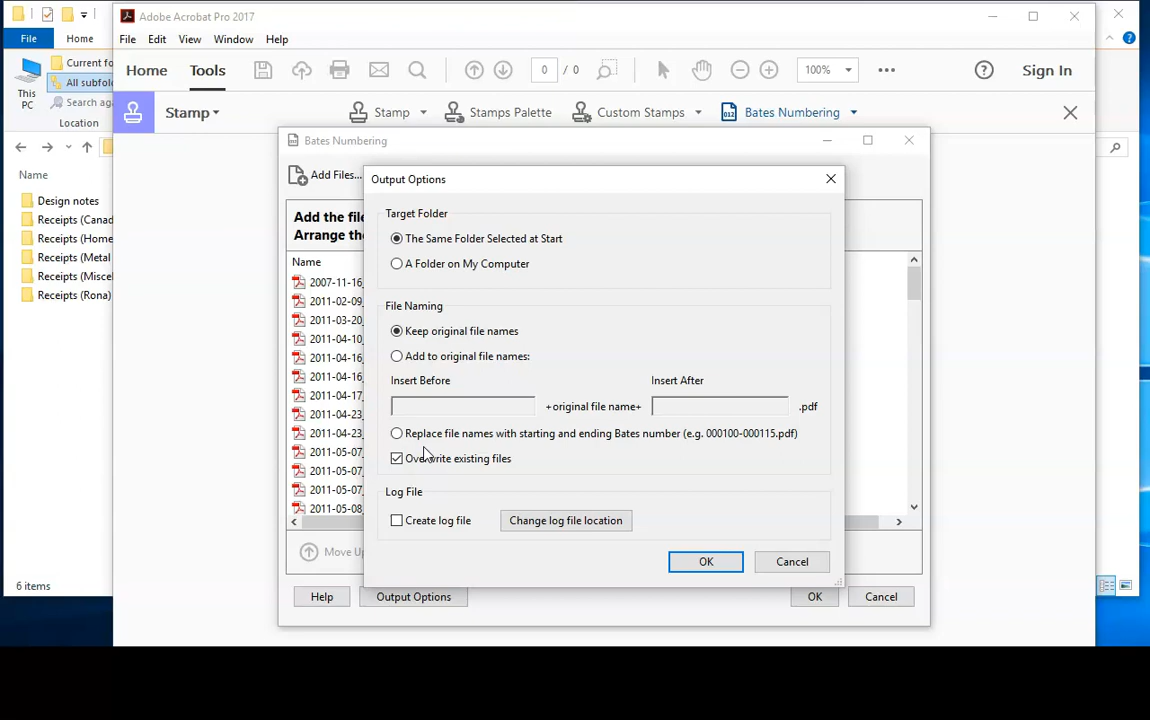 Adobe Acrobat Pro 2017
File
Home
File Edit View Window Help
Current fo
All subfold
Search aga
This
PC
Location
Home Tools 0 / 0 100% Sign In
Stamp Stamp Stamps Palette Custom Stamps Bates Numbering
Bates Numbering
Name
Design notes
Receipts (Canad
Receipts (Home
Receipts (Metal
Receipts (Miscel
Receipts (Rona)
6 items
Add Files...
Add the file
Arrange the
Name
2007-11-16
2011-02-09
2011-03-20
2011-04-10
2011-04-16
2011-04-16
2011-04-17
2011-04-23
2011-04-23
2011-05-07
2011-05-07
2011-05-07
2011-05-08
Move Up
Output Options
Target Folder
The Same Folder Selected at Start
A Folder on My Computer
File Naming
Keep original file names
Add to original file names:
Insert Before Insert After
+original file name+ .pdf
Replace file names with starting and ending Bates number (e.g. 000100-000115.pdf)
Overwrite existing files
Log File
Create log file Change log file location
OK Cancel
Help Output Options OK Cancel